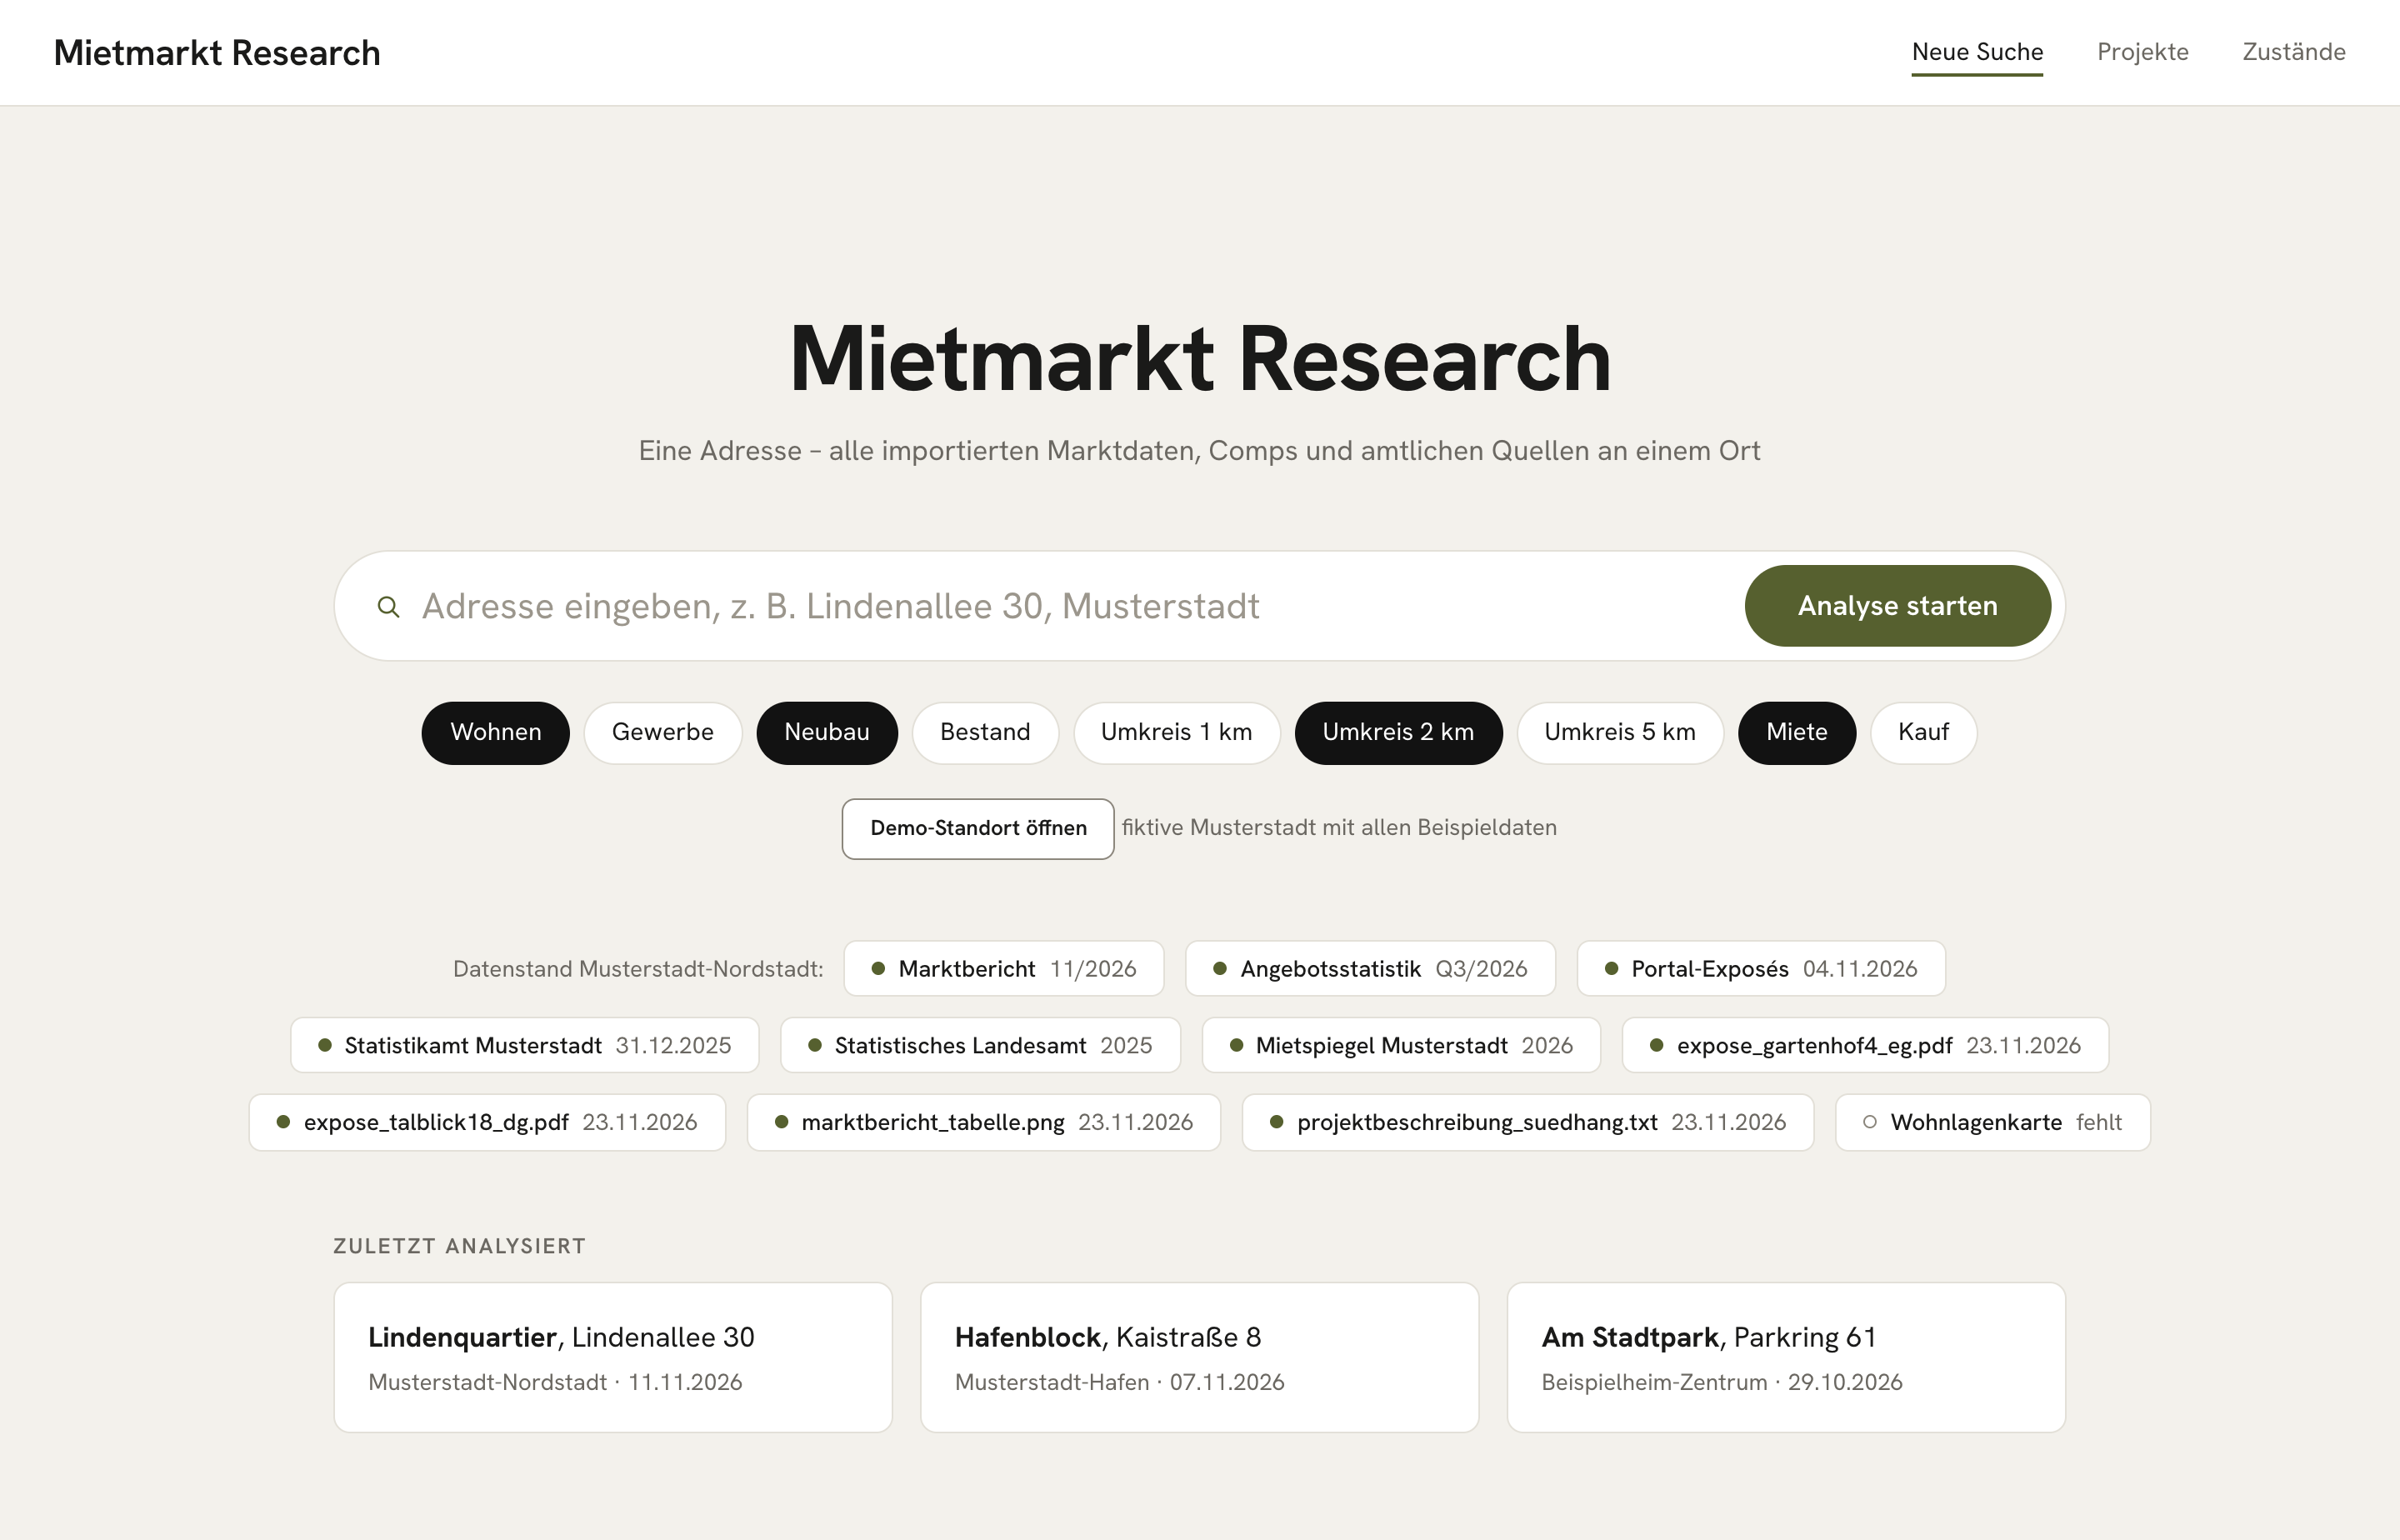 Mietmarkt Research
Neue Suche Projekte Zustände
Mietmarkt Research
Eine Adresse – alle importierten Marktdaten, Comps und amtlichen Quellen an einem Ort
Adresse eingeben, z. B. Lindenallee 30, Musterstadt Analyse starten
Wohnen Gewerbe Neubau Bestand Umkreis 1 km Umkreis 2 km Umkreis 5 km Miete Kauf
Demo-Standort öffnen fiktive Musterstadt mit allen Beispieldaten
Datenstand Musterstadt-Nordstadt: Marktbericht 11/2026 Angebotsstatistik Q3/2026 Portal-Exposés 04.11.2026
Statistikamt Musterstadt 31.12.2025 Statistisches Landesamt 2025 Mietspiegel Musterstadt 2026 expose_gartenhof4_eg.pdf 23.11.2026
expose_talblick18_dg.pdf 23.11.2026 marktbericht_tabelle.png 23.11.2026 projektbeschreibung_suedhang.txt 23.11.2026 Wohnlagenkarte fehlt
ZULETZT ANALYSIERT
Lindenquartier, Lindenallee 30
Musterstadt-Nordstadt · 11.11.2026
Hafenblock, Kaistraße 8
Musterstadt-Hafen · 07.11.2026
Am Stadtpark, Parkring 61
Beispielheim-Zentrum · 29.10.2026